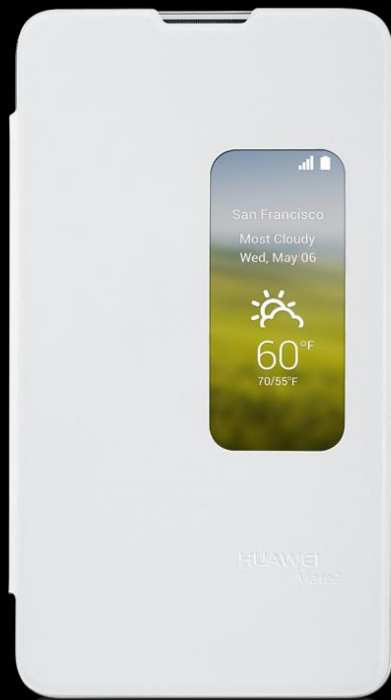 San Francisco
Most Cloudy
Wed, May 06
60°F
70/55°F
HUAWEI
Mate2